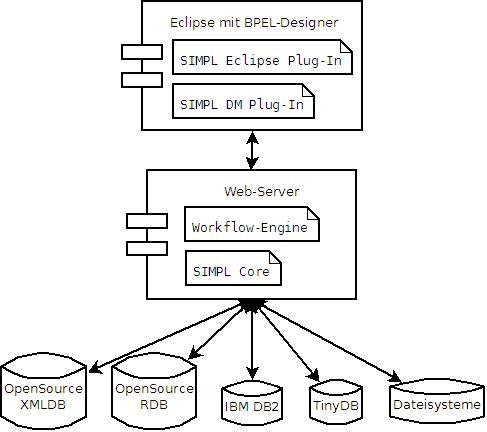 Eclipse mit BPEL-Designer
SIMPL Eclipse Plug-In
SIMPL DM Plug-In
Web-Server
Workflow-Engine
SIMPL Core
OpenSource
XMLDB
OpenSource
RDB
IBM DB2
TinyDB
Dateisysteme